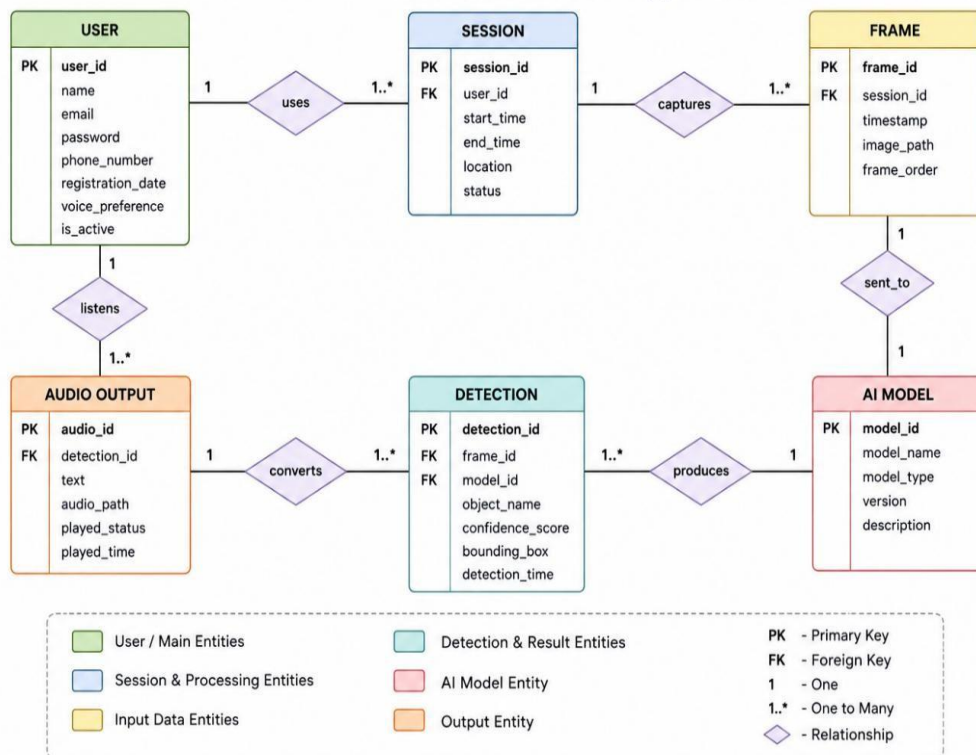 USER
PK user_id
name
email
password
phone_number
registration_date
voice_preference
is_active
1
uses
1..*
SESSION
PK session_id
FK user_id
start_time
end_time
location
status
1
captures
1..*
FRAME
PK frame_id
FK session_id
timestamp
image_path
frame_order
1
listens
1..*
1
sent_to
1
AUDIO OUTPUT
PK audio_id
FK detection_id
text
audio_path
played_status
played_time
1
converts
1..*
DETECTION
PK detection_id
FK frame_id
FK model_id
object_name
confidence_score
bounding_box
detection_time
1..*
produces
1
AI MODEL
PK model_id
model_name
model_type
version
description
User / Main Entities
Session & Processing Entities
Input Data Entities
Detection & Result Entities
AI Model Entity
Output Entity
PK - Primary Key
FK - Foreign Key
1 - One
1..* - One to Many
- Relationship